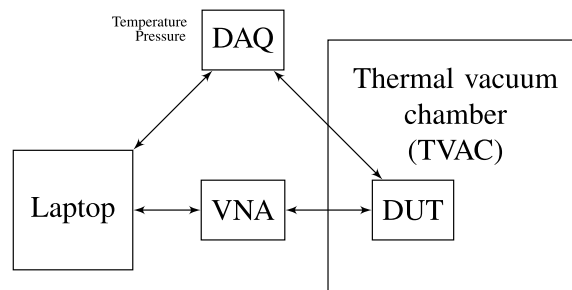 Temperature
Pressure
DAQ
Thermal vacuum
chamber
(TVAC)
Laptop
VNA
DUT